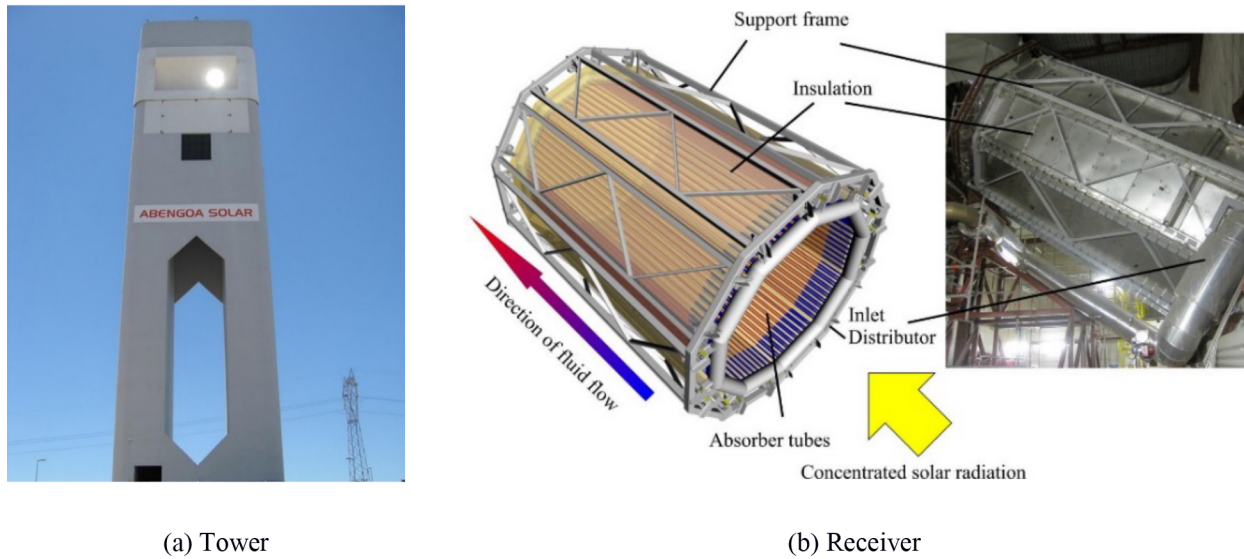 ABENGOA SOLAR
Support frame
Insulation
Direction of fluid flow
Inlet
Distributor
Absorber tubes
Concentrated solar radiation
(a) Tower
(b) Receiver